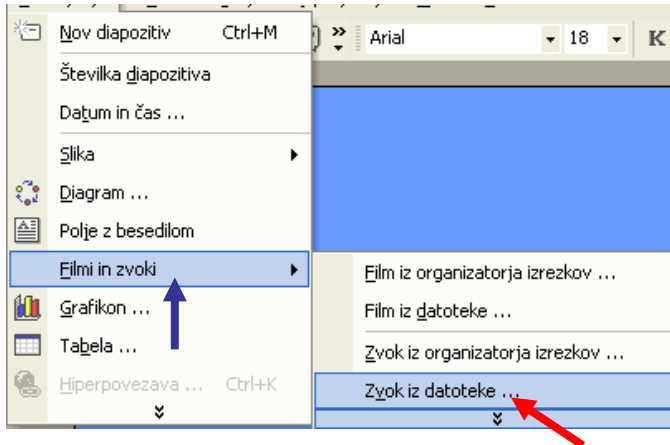 Nov diapozitiv Ctrl+M
Arial 18 K
Številka diapozitiva
Datum in čas ...
Slika
Diagram ...
Polje z besedilom
Filmi in zvoki
Grafikon ...
Tabela ...
Hiperpovezava ... Ctrl+K
Film iz organizatorja izrezkov ...
Film iz datoteke ...
Zvok iz organizatorja izrezkov ...
Zvok iz datoteke ...